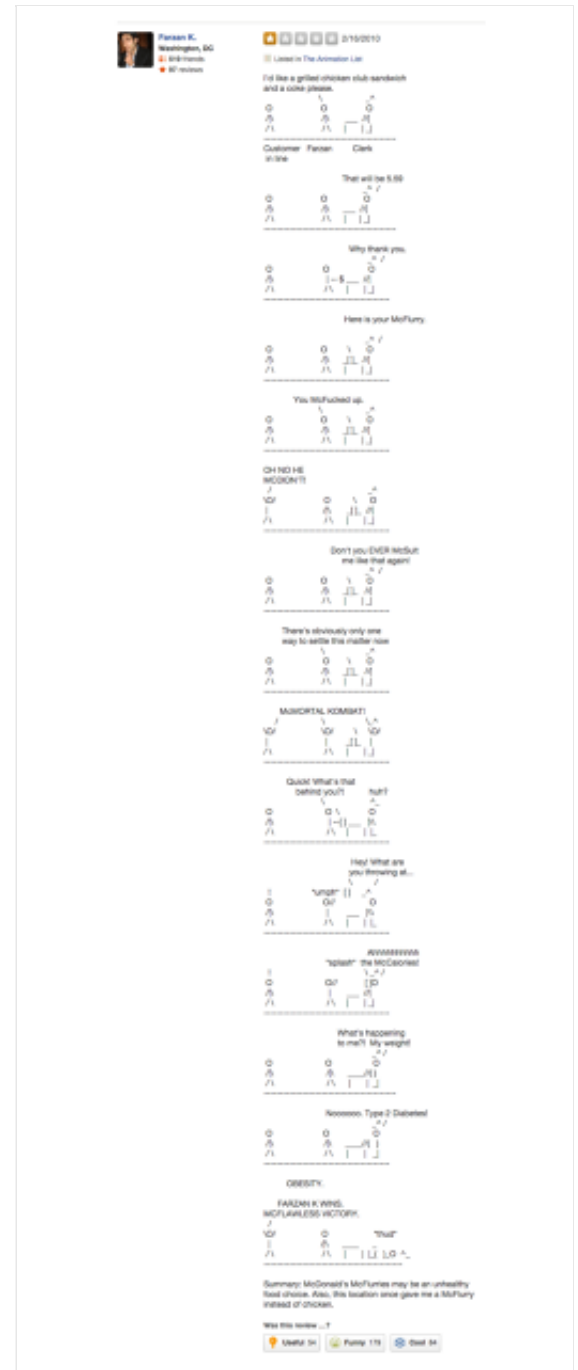 Farzan K.
Washington, DC
friends
reviews
2/16/2010
Listed in The Animation List
I'd like a grilled chicken club sandwich
and a coke please.
Customer Farzan Clerk
in line
That will be 5.59
Why thank you.
Here is your McFlurry.
You McFucked up.
OH NO HE
MCDIDN'T!
Don't you EVER McSult
me like that again!
There's obviously only one
way to settle this matter now
McMORTAL KOMBAT!
Quick! What's that
behind you?! huh?
Hey! What are
you throwing at...
*umph*
*splash* the McCalories!
What's happening
to me?! My weight!
Noooooo. Type 2 Diabetes!
OBESITY.
FARZAN K WINS.
MCFLAWLESS VICTORY.
*thud*
Summary: McDonald's McFlurries may be an unhealthy
food choice. Also, this location once gave me a McFlurry
instead of chicken.
Was this review ...?
Useful Funny Cool